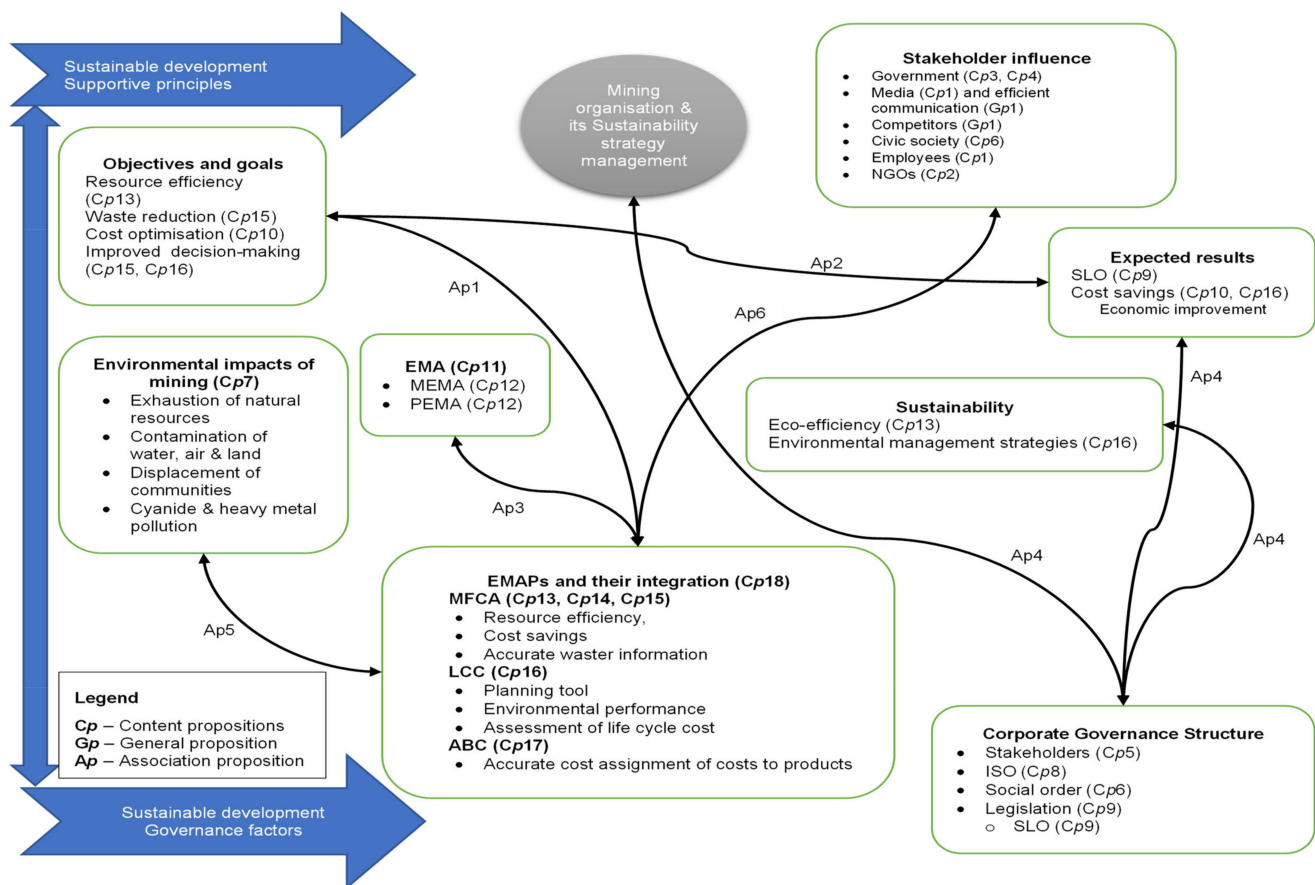 Sustainable development
Supportive principles
Mining
organisation &
its Sustainability
strategy
management
Stakeholder influence
• Government (Cp3, Cp4)
• Media (Cp1) and efficient
communication (Gp1)
• Competitors (Gp1)
• Civic society (Cp6)
• Employees (Cp1)
• NGOs (Cp2)
Objectives and goals
Resource efficiency
(Cp13)
Waste reduction (Cp15)
Cost optimisation (Cp10)
Improved decision-making
(Cp15, Cp16)
Ap1
Ap2
Ap6
Expected results
SLO (Cp9)
Cost savings (Cp10, Cp16)
Economic improvement
Environmental impacts of
mining (Cp7)
• Exhaustion of natural
resources
• Contamination of
water, air & land
• Displacement of
communities
• Cyanide & heavy metal
pollution
EMA (Cp11)
• MEMA (Cp12)
• PEMA (Cp12)
Ap4
Sustainability
Eco-efficiency (Cp13)
Environmental management strategies (Cp16)
Ap3
Ap4
Ap4
Ap5
EMAPs and their integration (Cp18)
MFCA (Cp13, Cp14, Cp15)
• Resource efficiency,
• Cost savings
• Accurate waster information
LCC (Cp16)
• Planning tool
• Environmental performance
• Assessment of life cycle cost
ABC (Cp17)
• Accurate cost assignment of costs to products
Legend
Cp – Content propositions
Gp – General proposition
Ap – Association proposition
Corporate Governance Structure
• Stakeholders (Cp5)
• ISO (Cp8)
• Social order (Cp6)
• Legislation (Cp9)
o SLO (Cp9)
Sustainable development
Governance factors